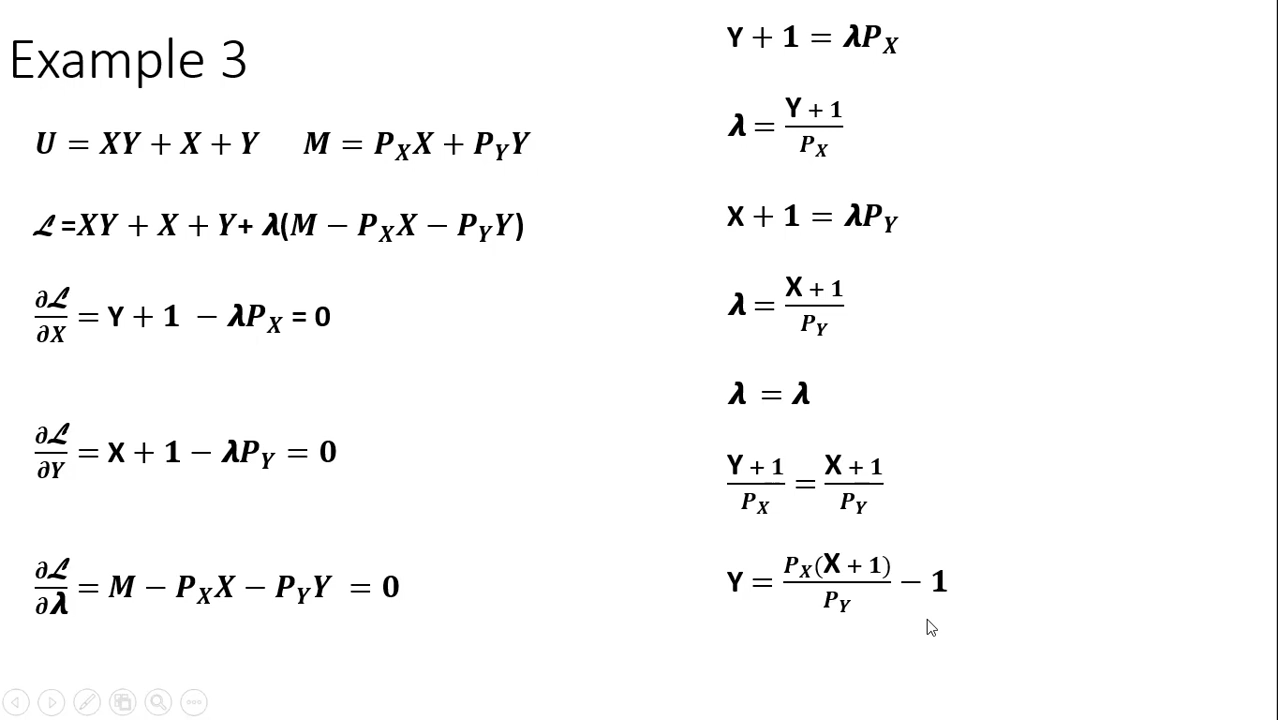 Example 3
U = XY + X + Y    M = P_X X + P_Y Y
ℒ =XY + X + Y+ λ(M − P_X X − P_Y Y)
∂ℒ/∂X = Y + 1 − λP_X = 0
∂ℒ/∂Y = X + 1 − λP_Y = 0
∂ℒ/∂λ = M − P_X X − P_Y Y = 0
Y + 1 = λP_X
λ = (Y + 1)/P_X
X + 1 = λP_Y
λ = (X + 1)/P_Y
λ = λ
(Y + 1)/P_X = (X + 1)/P_Y
Y = P_X(X + 1)/P_Y − 1